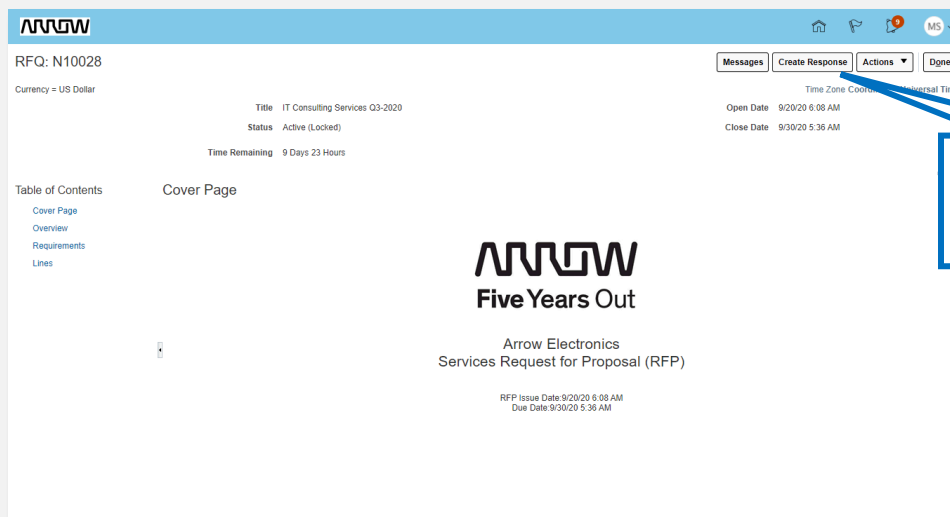 ARROW
9
MS
RFQ: N10028
Messages Create Response Actions Done
Currency = US Dollar
Time Zone
Title IT Consulting Services Q3-2020
Open Date 9/20/20 6:08 AM
Status Active (Locked)
Close Date 9/30/20 5:36 AM
Time Remaining 9 Days 23 Hours
Table of Contents
Cover Page
Overview
Requirements
Lines
Cover Page
ARROW
Five Years Out
Arrow Electronics
Services Request for Proposal (RFP)
RFP Issue Date:9/20/20 6:08 AM
Due Date:9/30/20 5:36 AM